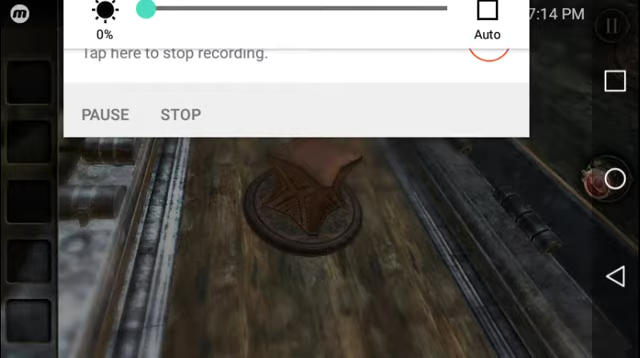 7:14 PM
0%
Auto
Tap here to stop recording.
PAUSE
STOP